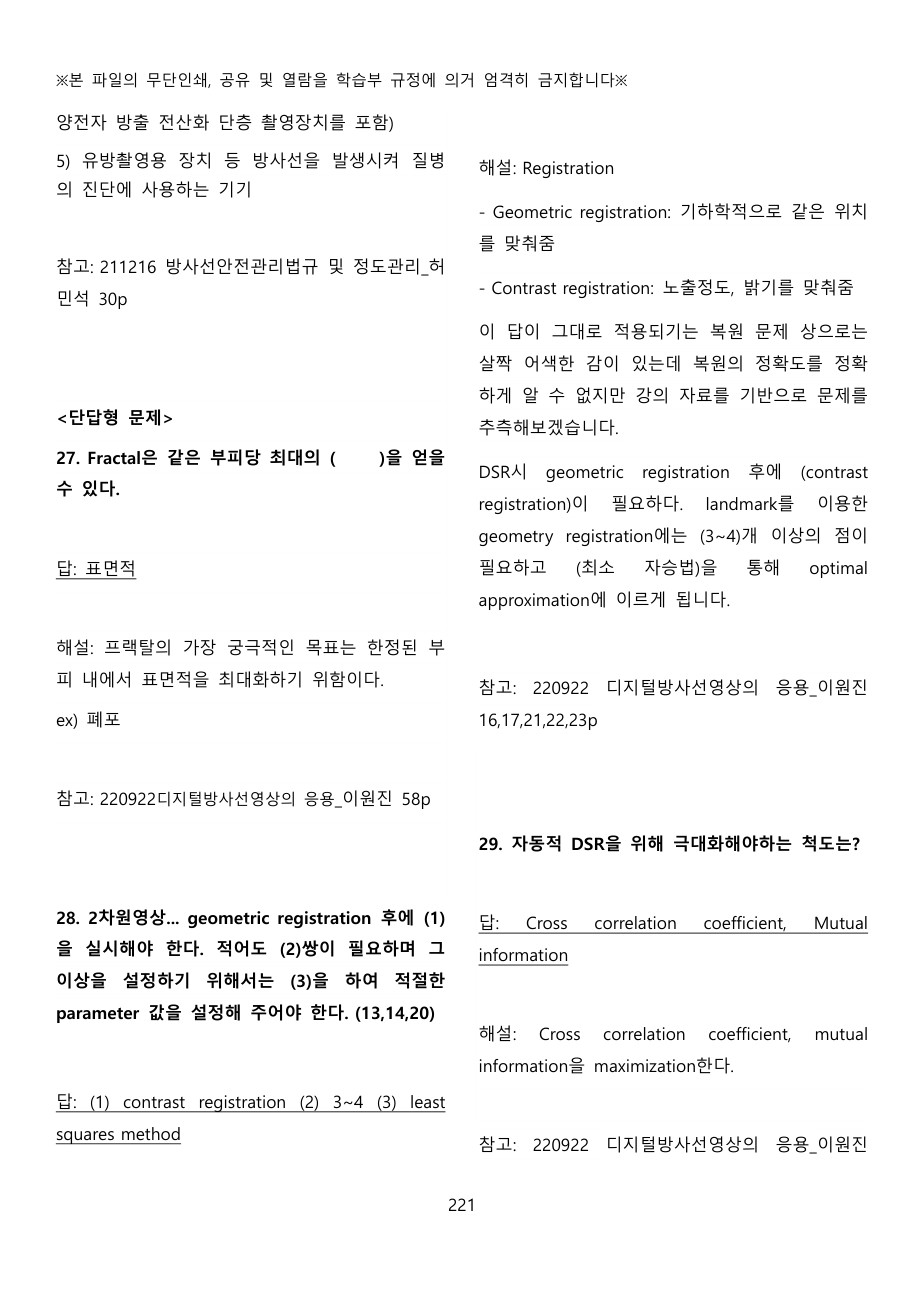 ※본 파일의 무단인쇄, 공유 및 열람을 학습부 규정에 의거 엄격히 금지합니다※
양전자 방출 전산화 단층 촬영장치를 포함)
5) 유방촬영용 장치 등 방사선을 발생시켜 질병
의 진단에 사용하는 기기
참고: 211216 방사선안전관리법규 및 정도관리_허
민석 30p
<단답형 문제>
27. Fractal은 같은 부피당 최대의 (     )을 얻을
수 있다.
답: 표면적
해설: 프랙탈의 가장 궁극적인 목표는 한정된 부
피 내에서 표면적을 최대화하기 위함이다.
ex) 폐포
참고: 220922디지털방사선영상의 응용_이원진 58p
28. 2차원영상... geometric registration 후에 (1)
을 실시해야 한다. 적어도 (2)쌍이 필요하며 그
이상을 설정하기 위해서는 (3)을 하여 적절한
parameter 값을 설정해 주어야 한다. (13,14,20)
답: (1) contrast registration (2) 3~4 (3) least
squares method
해설: Registration
- Geometric registration: 기하학적으로 같은 위치
를 맞춰줌
- Contrast registration: 노출정도, 밝기를 맞춰줌
이 답이 그대로 적용되기는 복원 문제 상으로는
살짝 어색한 감이 있는데 복원의 정확도를 정확
하게 알 수 없지만 강의 자료를 기반으로 문제를
추측해보겠습니다.
DSR시 geometric registration 후에 (contrast
registration)이 필요하다. landmark를 이용한
geometry registration에는 (3~4)개 이상의 점이
필요하고 (최소 자승법)을 통해 optimal
approximation에 이르게 됩니다.
참고: 220922 디지털방사선영상의 응용_이원진
16,17,21,22,23p
29. 자동적 DSR을 위해 극대화해야하는 척도는?
답: Cross correlation coefficient, Mutual
information
해설: Cross correlation coefficient, mutual
information을 maximization한다.
참고: 220922 디지털방사선영상의 응용_이원진
221